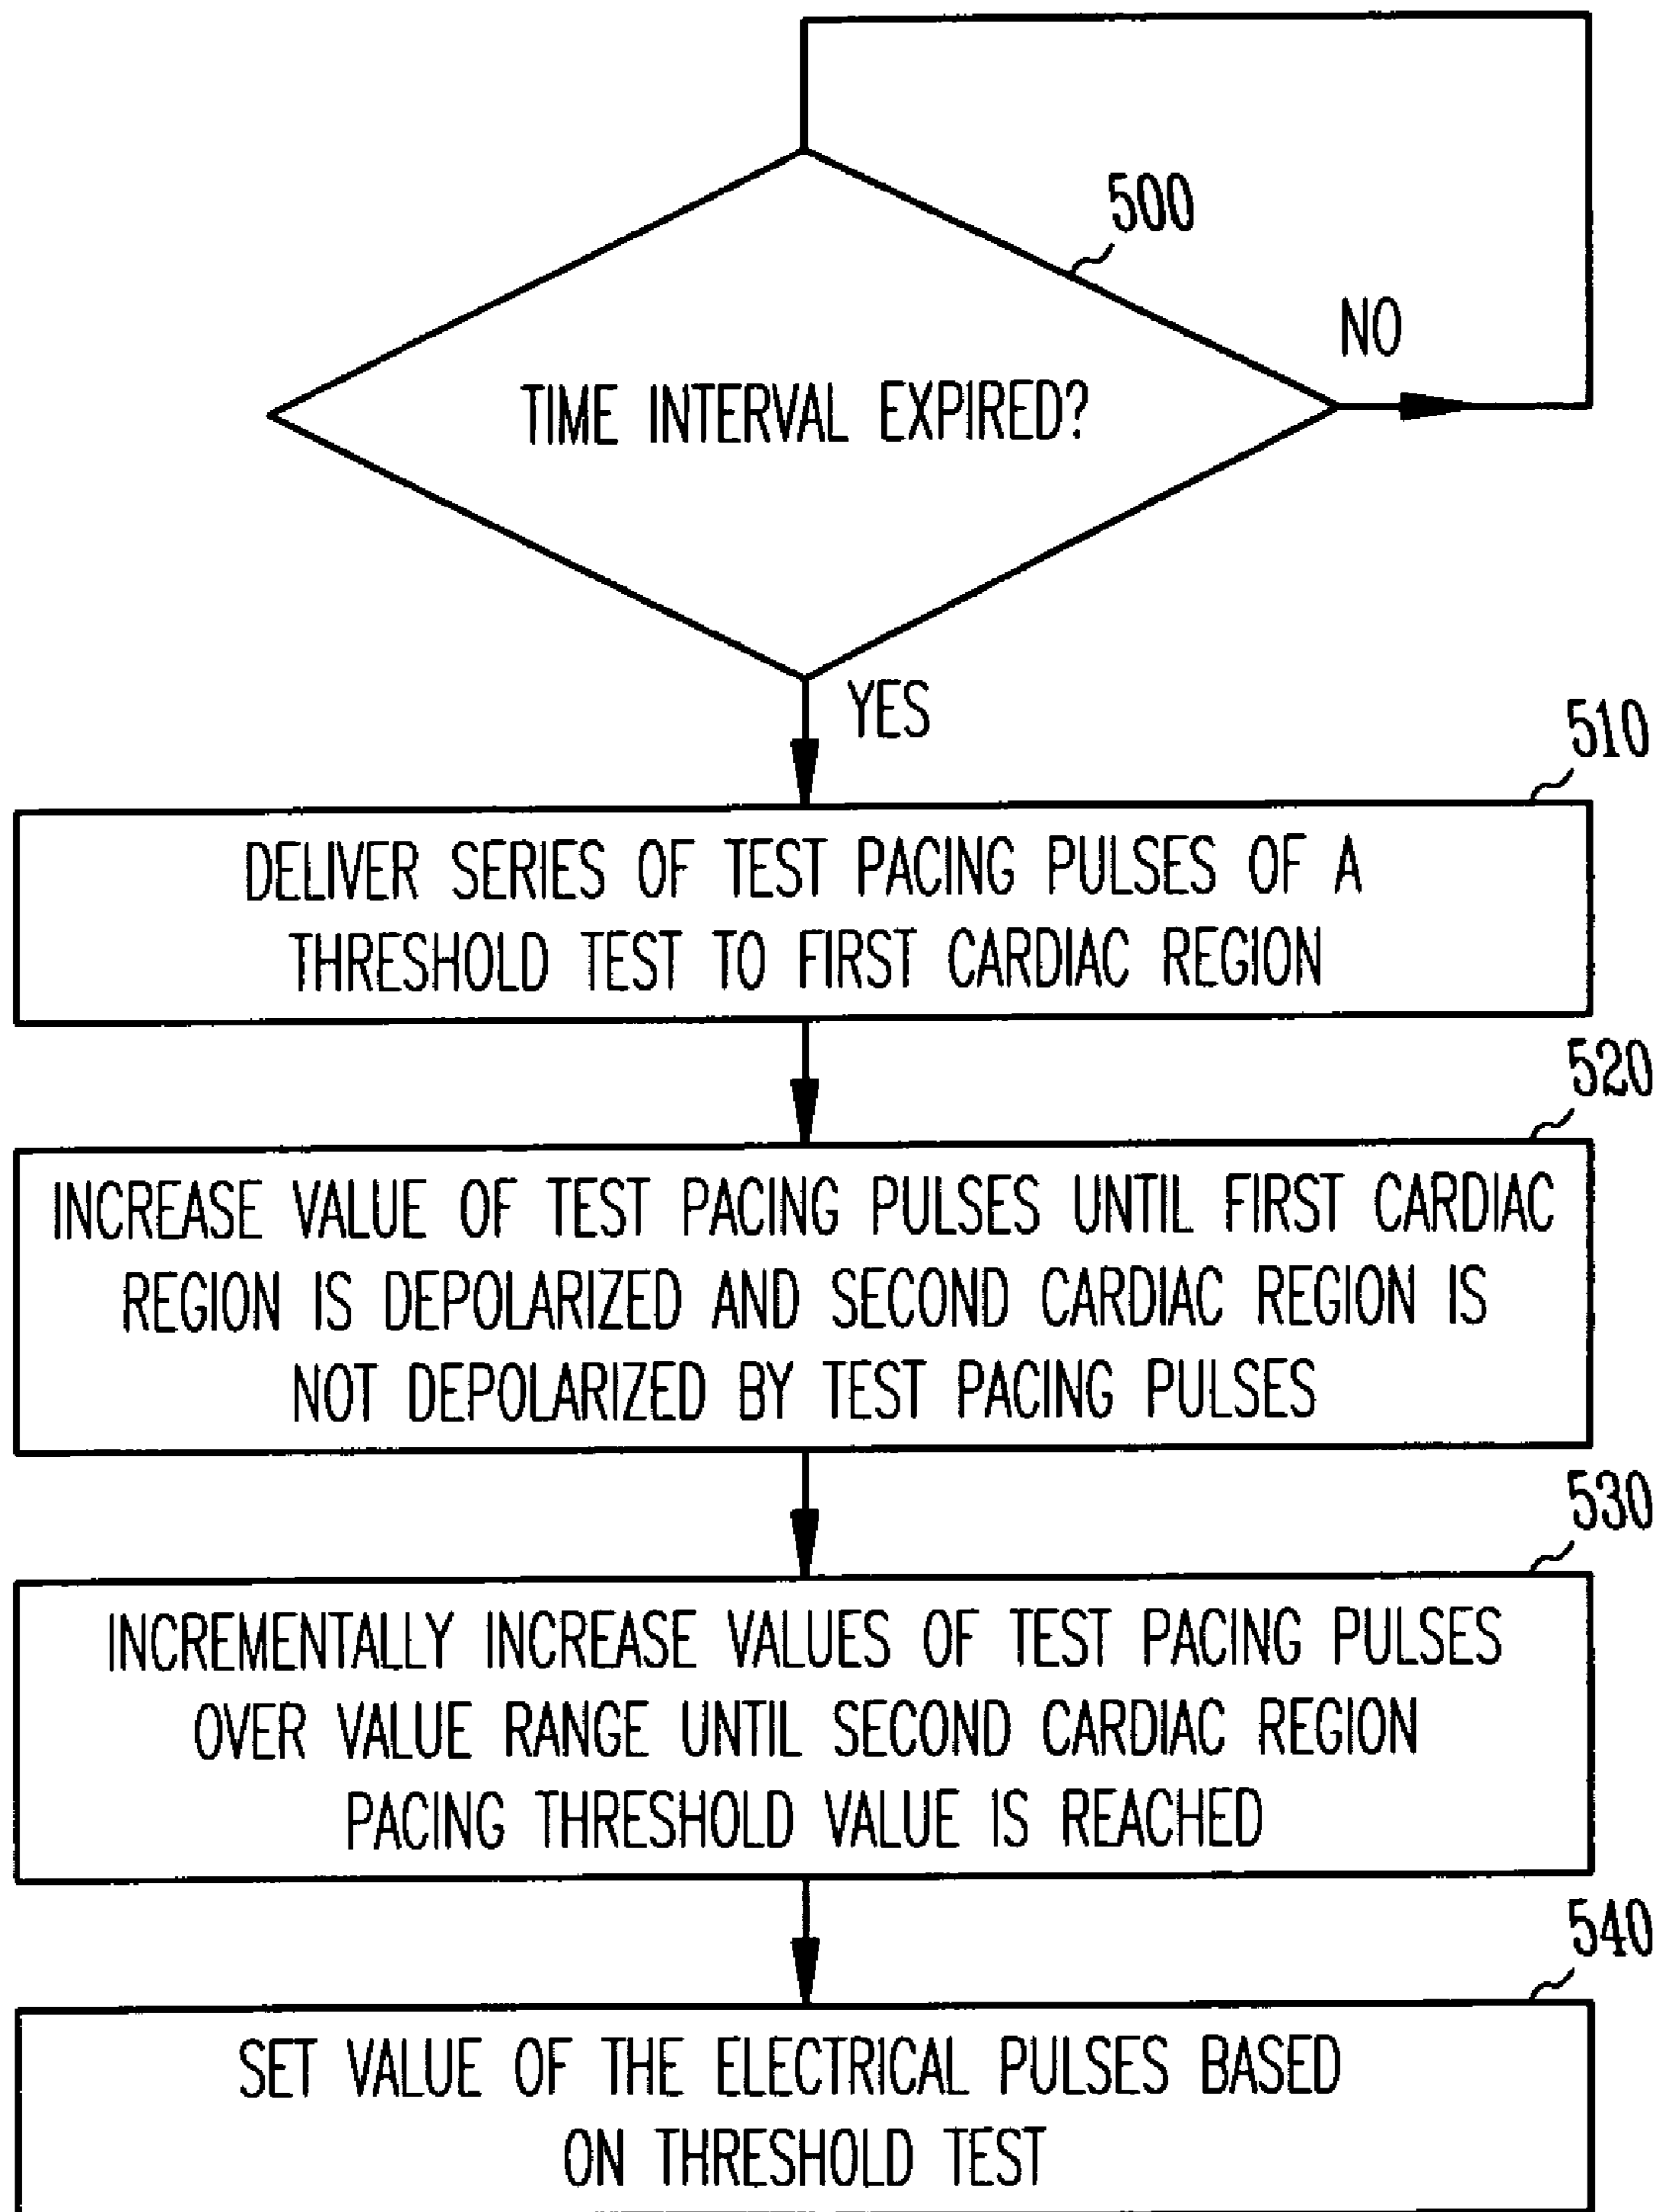 500
NO
TIME INTERVAL EXPIRED?
YES
510
DELIVER SERIES OF TEST PACING PULSES OF A
THRESHOLD TEST TO FIRST CARDIAC REGION
520
INCREASE VALUE OF TEST PACING PULSES UNTIL FIRST CARDIAC
REGION IS DEPOLARIZED AND SECOND CARDIAC REGION IS
NOT DEPOLARIZED BY TEST PACING PULSES
530
INCREMENTALLY INCREASE VALUES OF TEST PACING PULSES
OVER VALUE RANGE UNTIL SECOND CARDIAC REGION
PACING THRESHOLD VALUE IS REACHED
540
SET VALUE OF THE ELECTRICAL PULSES BASED
ON THRESHOLD TEST